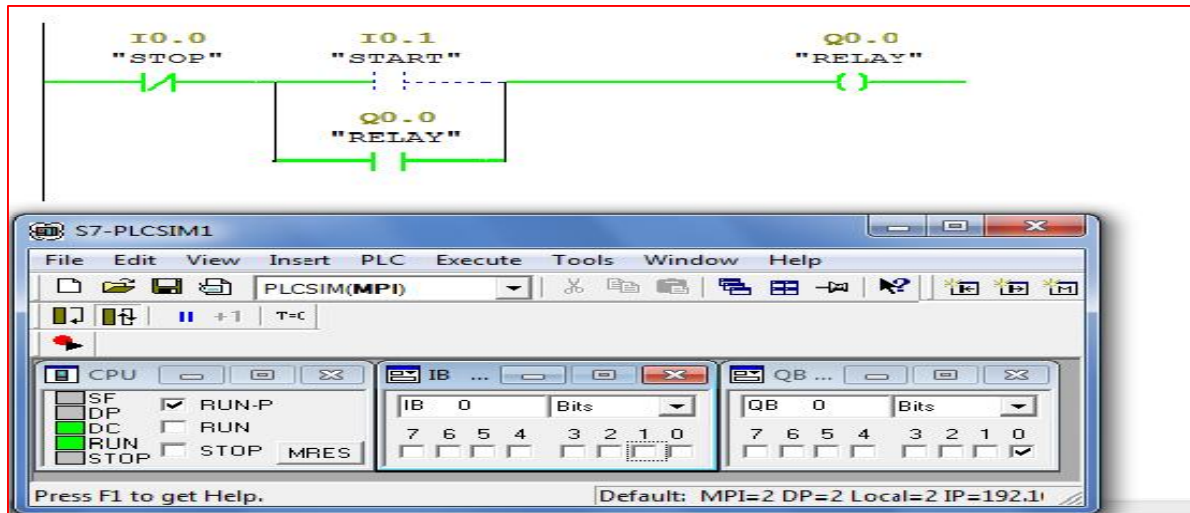 I0.0 I0.1 Q0.0
"STOP" "START" "RELAY"
Q0.0
"RELAY"
S7-PLCSIM1
File Edit View Insert PLC Execute Tools Window Help
PLCSIM(MPI)
+1 T=C
CPU IB ... QB ...
SF
DP
DC
RUN
STOP
RUN-P
RUN
STOP MRES
IB 0 Bits
7 6 5 4 3 2 1 0
QB 0 Bits
7 6 5 4 3 2 1 0
Press F1 to get Help. Default: MPI=2 DP=2 Local=2 IP=192.1